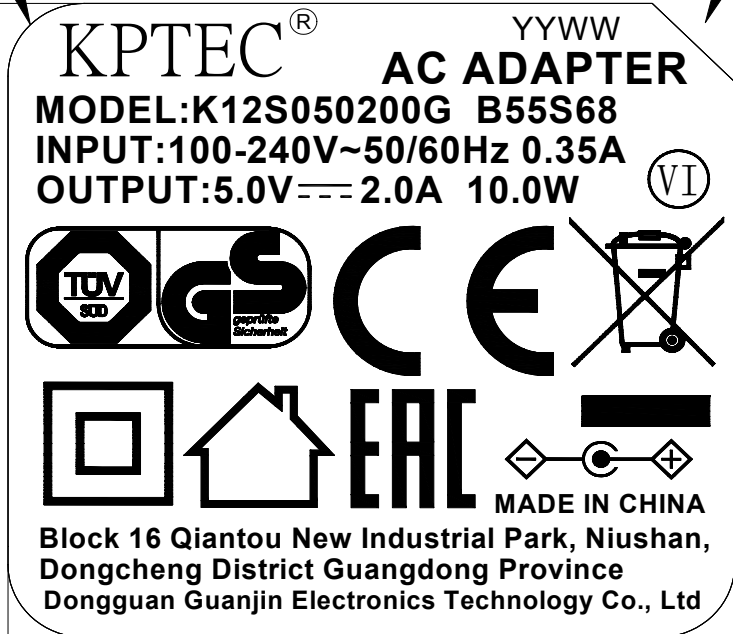 KPTEC®
YYWW
AC ADAPTER
MODEL:K12S050200G B55S68
INPUT:100-240V~50/60Hz 0.35A
OUTPUT:5.0V⎓2.0A 10.0W
VI
TÜV
SÜD
GS
geprüfte
Sicherheit
CE
EAC
MADE IN CHINA
Block 16 Qiantou New Industrial Park, Niushan,
Dongcheng District Guangdong Province
Dongguan Guanjin Electronics Technology Co., Ltd